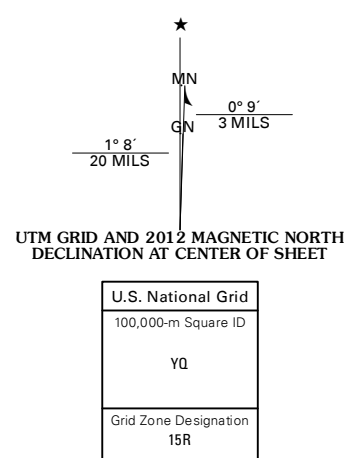 ★
MN
GN
0° 9´
3 MILS
1° 8´
20 MILS
UTM GRID AND 2012 MAGNETIC NORTH
DECLINATION AT CENTER OF SHEET
U.S. National Grid
100,000-m Square ID
YQ
Grid Zone Designation
15R